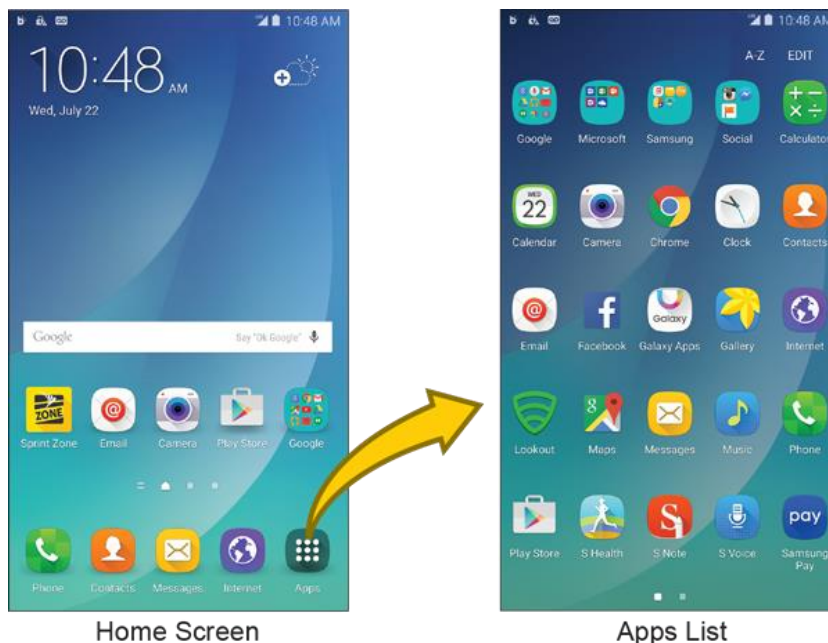 10:48 AM
10:48 AM
Wed, July 22
Google
Say "Ok Google"
ZONE
Sprint Zone
Email
Camera
Play Store
Google
Phone
Contacts
Messages
Internet
Apps
Home Screen
10:48 AM
A-Z EDIT
Google Microsoft Samsung Social Calculator
WED
22
Calendar Camera Chrome Clock Contacts
Galaxy
Email Facebook Galaxy Apps Gallery Internet
Lookout Maps Messages Music Phone
pay
Play Store S Health S Note S Voice Samsung
Pay
Apps List